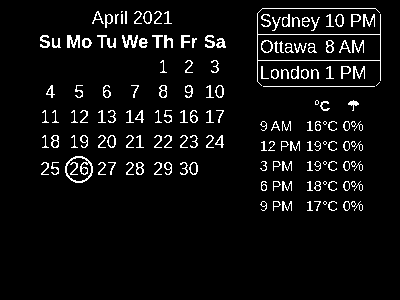 April 2021
Su Mo Tu We Th Fr Sa
1 2 3
4 5 6 7 8 9 10
11 12 13 14 15 16 17
18 19 20 21 22 23 24
25 26 27 28 29 30
Sydney 10 PM
Ottawa 8 AM
London 1 PM
°C ☂
9 AM 16°C 0%
12 PM 19°C 0%
3 PM 19°C 0%
6 PM 18°C 0%
9 PM 17°C 0%